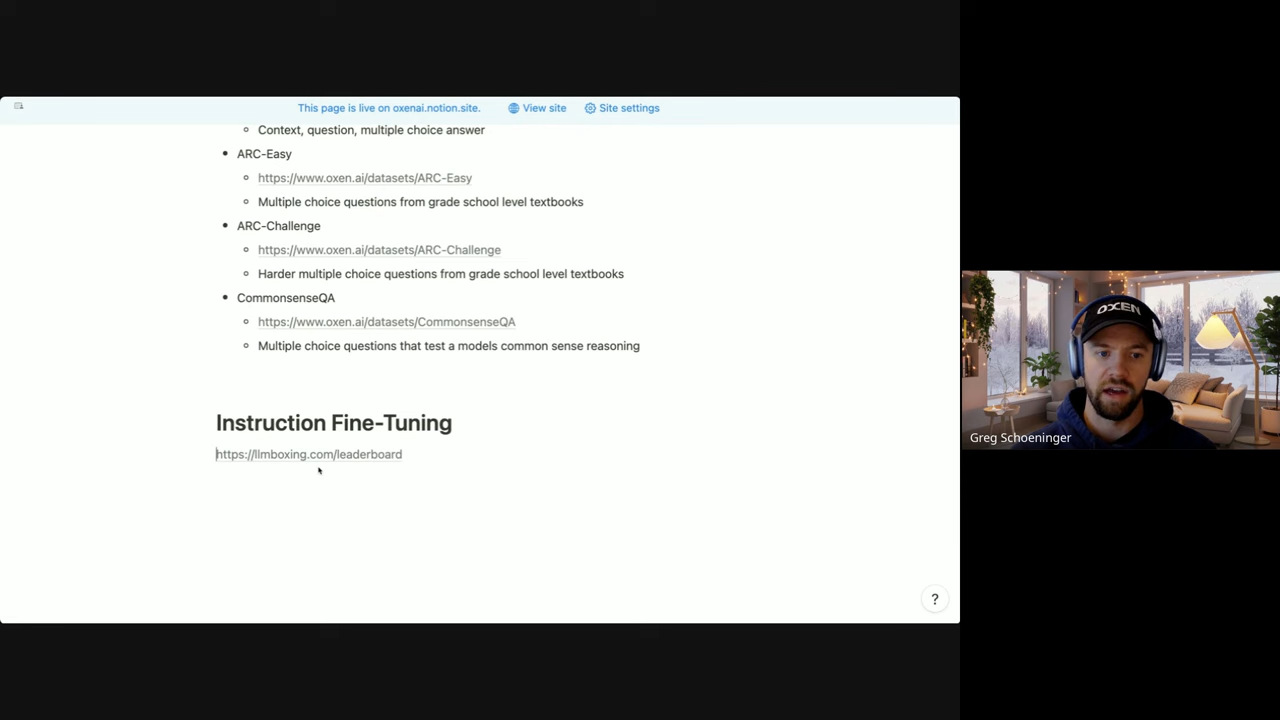 This page is live on oxenai.notion.site.
View site
Site settings
Context, question, multiple choice answer
ARC-Easy
https://www.oxen.ai/datasets/ARC-Easy
Multiple choice questions from grade school level textbooks
ARC-Challenge
https://www.oxen.ai/datasets/ARC-Challenge
Harder multiple choice questions from grade school level textbooks
CommonsenseQA
https://www.oxen.ai/datasets/CommonsenseQA
Multiple choice questions that test a models common sense reasoning
Instruction Fine-Tuning
https://llmboxing.com/leaderboard
?
OXEN
Greg Schoeninger